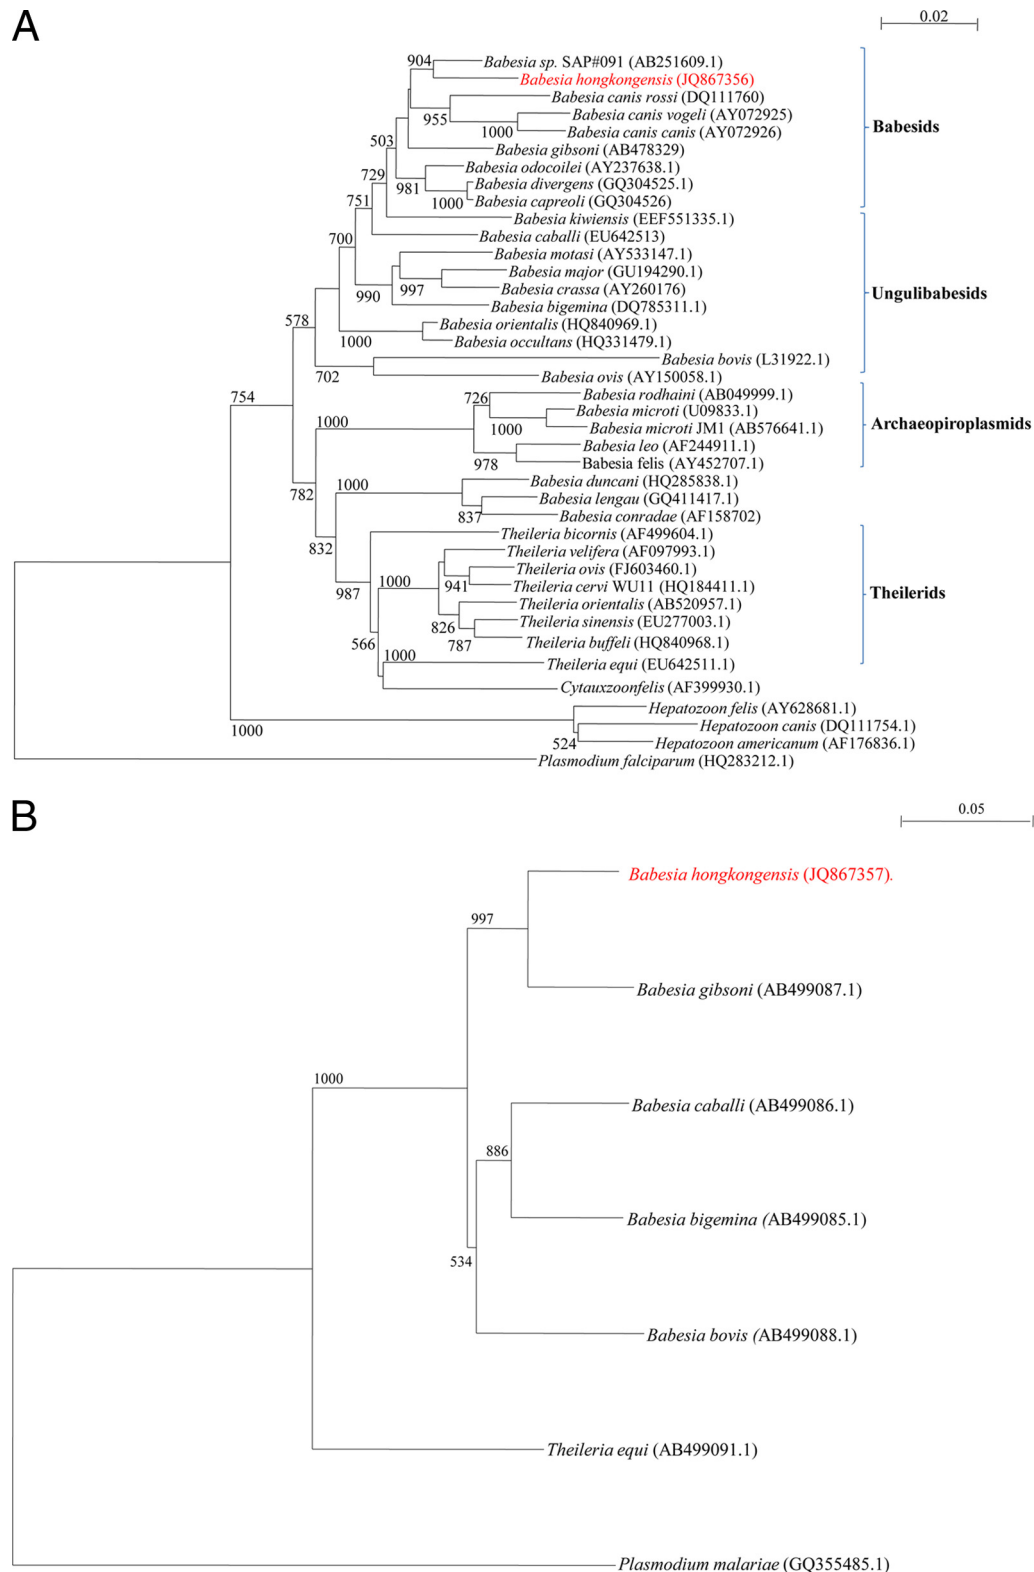 A
0.02
904
Babesia sp. SAP#091 (AB251609.1)
Babesia hongkongensis (JQ867356)
Babesia canis rossi (DQ111760)
955
Babesia canis vogeli (AY072925)
1000
Babesia canis canis (AY072926)
Babesids
503
Babesia gibsoni (AB478329)
Babesia odocoilei (AY237638.1)
729
981
Babesia divergens (GQ304525.1)
1000
Babesia capreoli (GQ304526)
751
Babesia kiwiensis (EEF551335.1)
700
Babesia caballi (EU642513)
Babesia motasi (AY533147.1)
Babesia major (GU194290.1)
990
997
Babesia crassa (AY260176)
Ungulibabesids
Babesia bigemina (DQ785311.1)
578
Babesia orientalis (HQ840969.1)
1000
Babesia occultans (HQ331479.1)
Babesia bovis (L31922.1)
702
Babesia ovis (AY150058.1)
754
726
Babesia rodhaini (AB049999.1)
Babesia microti (U09833.1)
1000
1000
Babesia microti JM1 (AB576641.1)
Archaeopiroplasmids
Babesia leo (AF244911.1)
978
Babesia felis (AY452707.1)
782
1000
Babesia duncani (HQ285838.1)
Babesia lengau (GQ411417.1)
837
Babesia conradae (AF158702)
832
Theileria bicornis (AF499604.1)
Theileria velifera (AF097993.1)
Theileria ovis (FJ603460.1)
987
1000
941
Theileria cervi WU11 (HQ184411.1)
Theilerids
Theileria orientalis (AB520957.1)
826
Theileria sinensis (EU277003.1)
566
787
Theileria buffeli (HQ840968.1)
1000
Theileria equi (EU642511.1)
Cytauxzoonfelis (AF399930.1)
Hepatozoon felis (AY628681.1)
1000
Hepatozoon canis (DQ111754.1)
524
Hepatozoon americanum (AF176836.1)
Plasmodium falciparum (HQ283212.1)
B
0.05
Babesia hongkongensis (JQ867357).
997
Babesia gibsoni (AB499087.1)
1000
Babesia caballi (AB499086.1)
886
Babesia bigemina (AB499085.1)
534
Babesia bovis (AB499088.1)
Theileria equi (AB499091.1)
Plasmodium malariae (GQ355485.1)